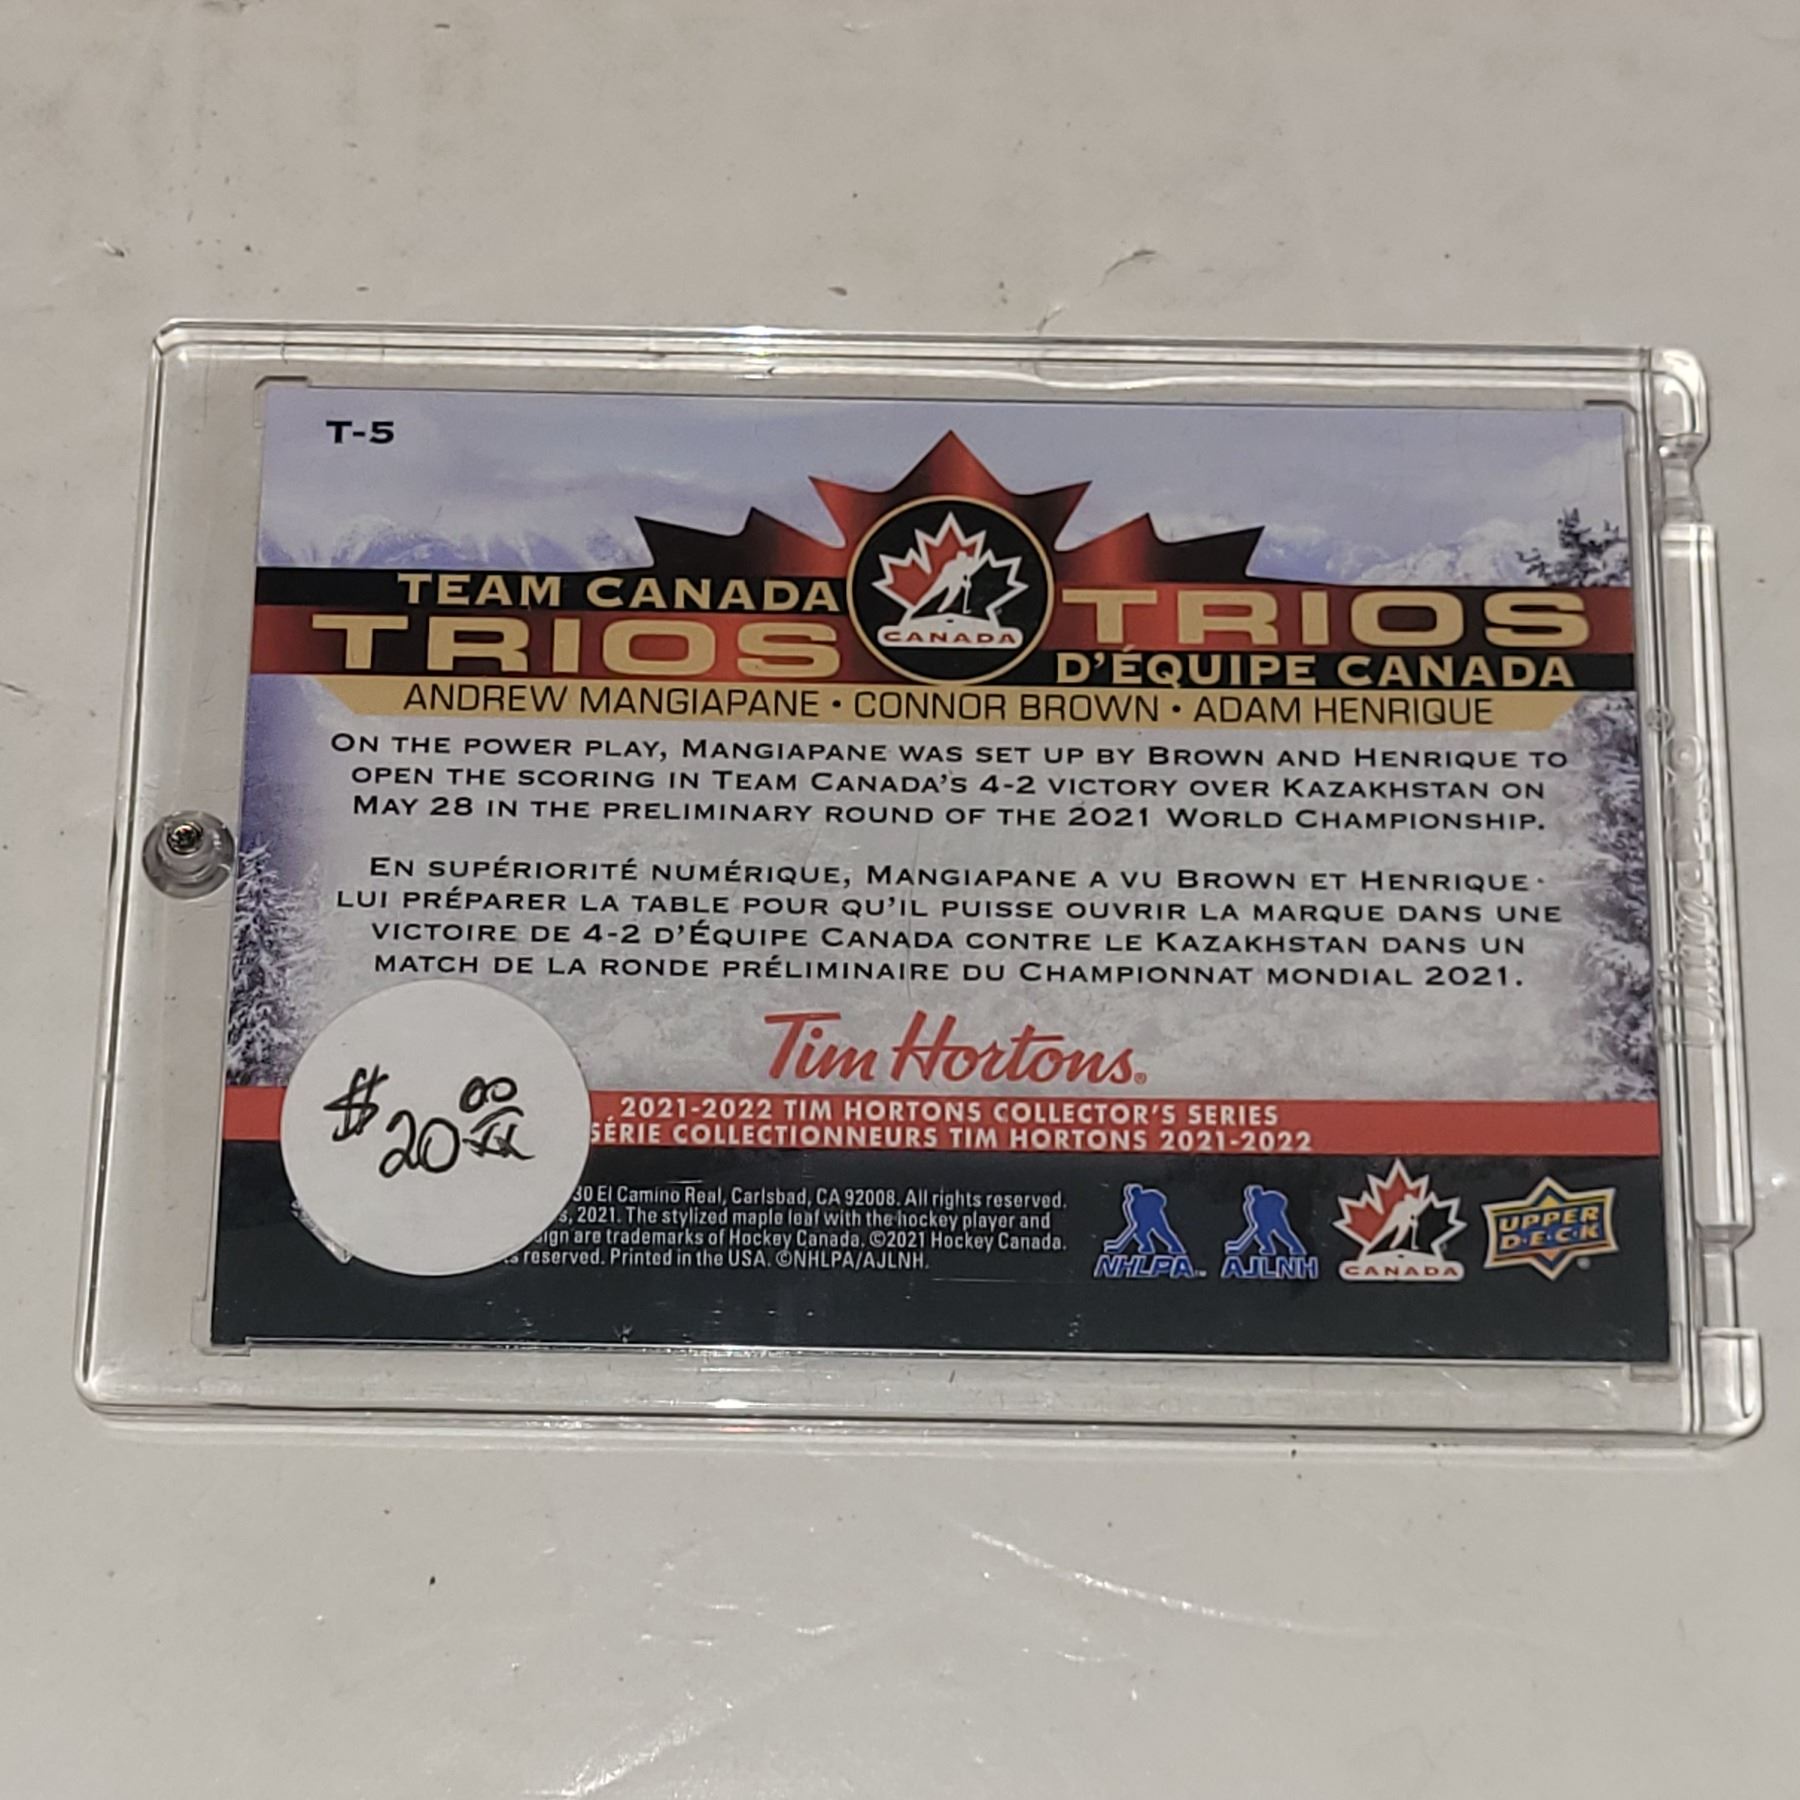 T-5
TEAM CANADA
TRIOS
CANADA
TRIOS
D'ÉQUIPE CANADA
ANDREW MANGIAPANE • CONNOR BROWN • ADAM HENRIQUE
ON THE POWER PLAY, MANGIAPANE WAS SET UP BY BROWN AND HENRIQUE TO
OPEN THE SCORING IN TEAM CANADA'S 4-2 VICTORY OVER KAZAKHSTAN ON
MAY 28 IN THE PRELIMINARY ROUND OF THE 2021 WORLD CHAMPIONSHIP.
EN SUPÉRIORITÉ NUMÉRIQUE, MANGIAPANE A VU BROWN ET HENRIQUE
LUI PRÉPARER LA TABLE POUR QU'IL PUISSE OUVRIR LA MARQUE DANS UNE
VICTOIRE DE 4-2 D'ÉQUIPE CANADA CONTRE LE KAZAKHSTAN DANS UN
MATCH DE LA RONDE PRÉLIMINAIRE DU CHAMPIONNAT MONDIAL 2021.
Tim Hortons®
2021-2022 TIM HORTONS COLLECTOR'S SERIES
SÉRIE COLLECTIONNEURS TIM HORTONS 2021-2022
$20.00
30 El Camino Real, Carlsbad, CA 92008. All rights reserved.
2021. The stylized maple leaf with the hockey player and
are trademarks of Hockey Canada. ©2021 Hockey Canada.
reserved. Printed in the USA. ©NHLPA/AJLNH.
NHLPA™
AJLNH
CANADA
UPPER
D•E•C•K